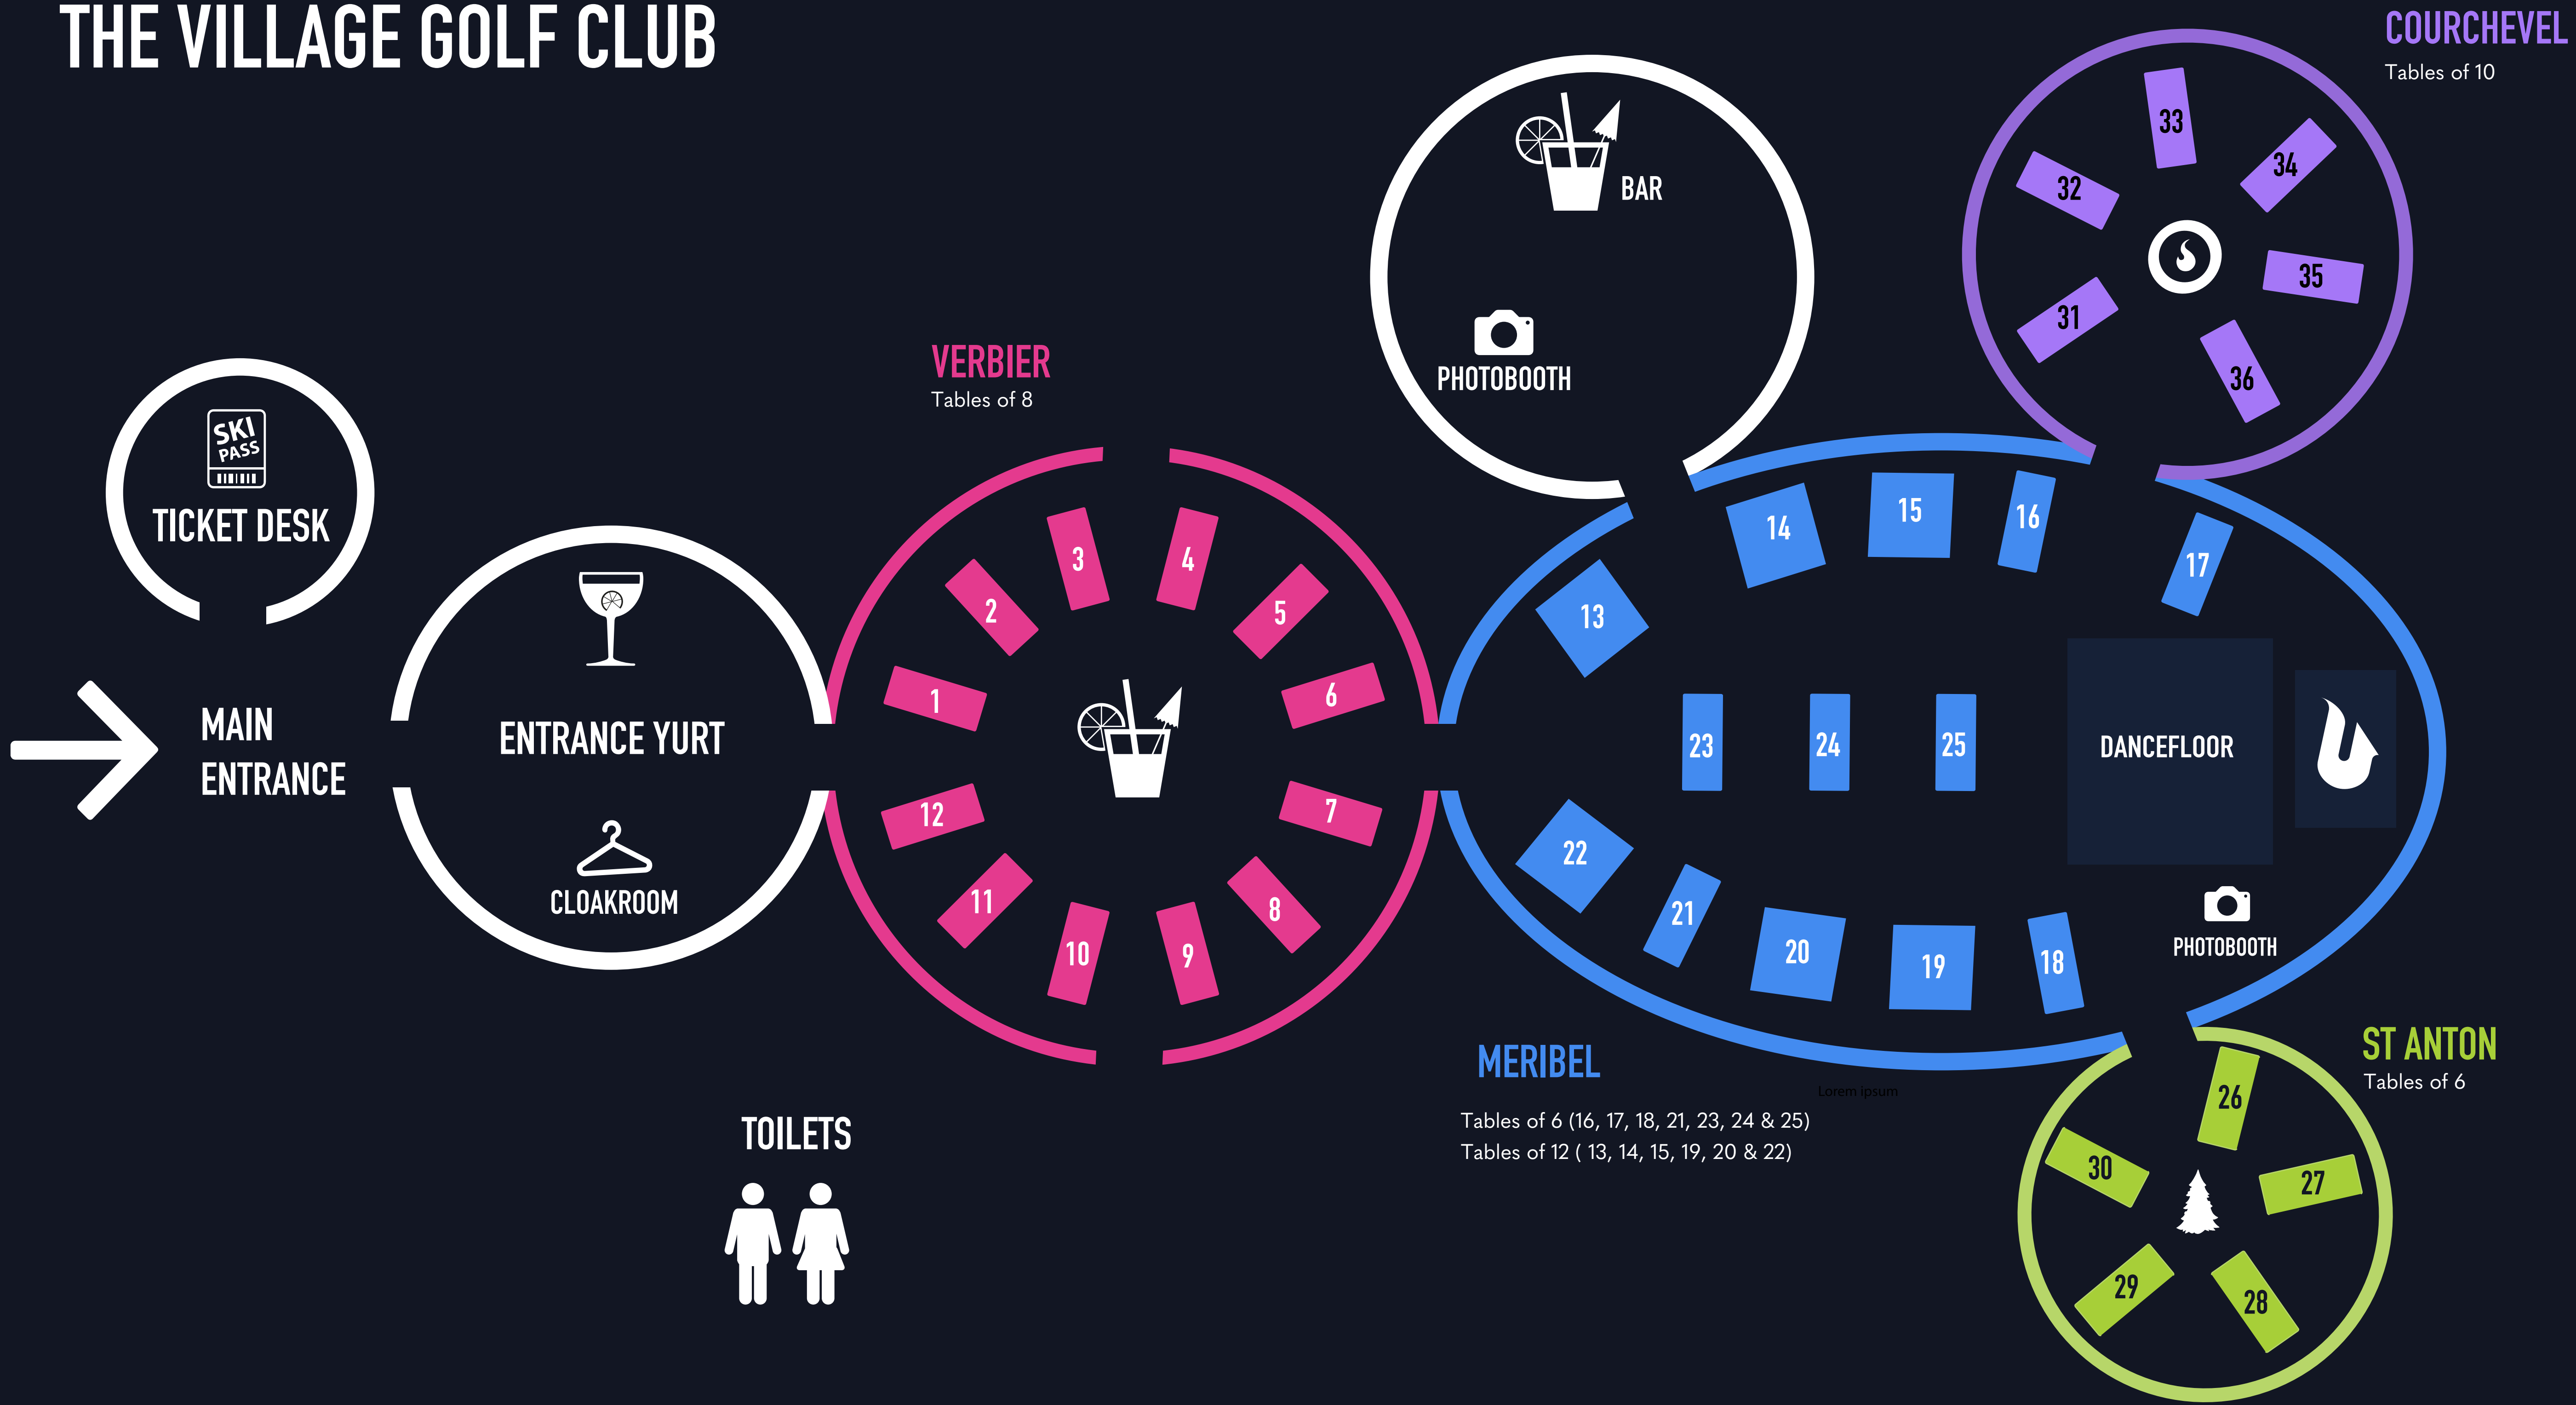 THE VILLAGE GOLF CLUB
COURCHEVEL
Tables of 10
33
34
32
35
31
36
BAR
PHOTOBOOTH
VERBIER
Tables of 8
SKI
PASS
TICKET DESK
MAIN
ENTRANCE
ENTRANCE YURT
CLOAKROOM
1
2
3
4
5
6
7
8
9
10
11
12
13
14
15
16
17
23
24
25
DANCEFLOOR
22
21
20
19
18
PHOTOBOOTH
MERIBEL
Lorem ipsum
Tables of 6 (16, 17, 18, 21, 23, 24 & 25)
Tables of 12 ( 13, 14, 15, 19, 20 & 22)
ST ANTON
Tables of 6
26
27
28
29
30
TOILETS